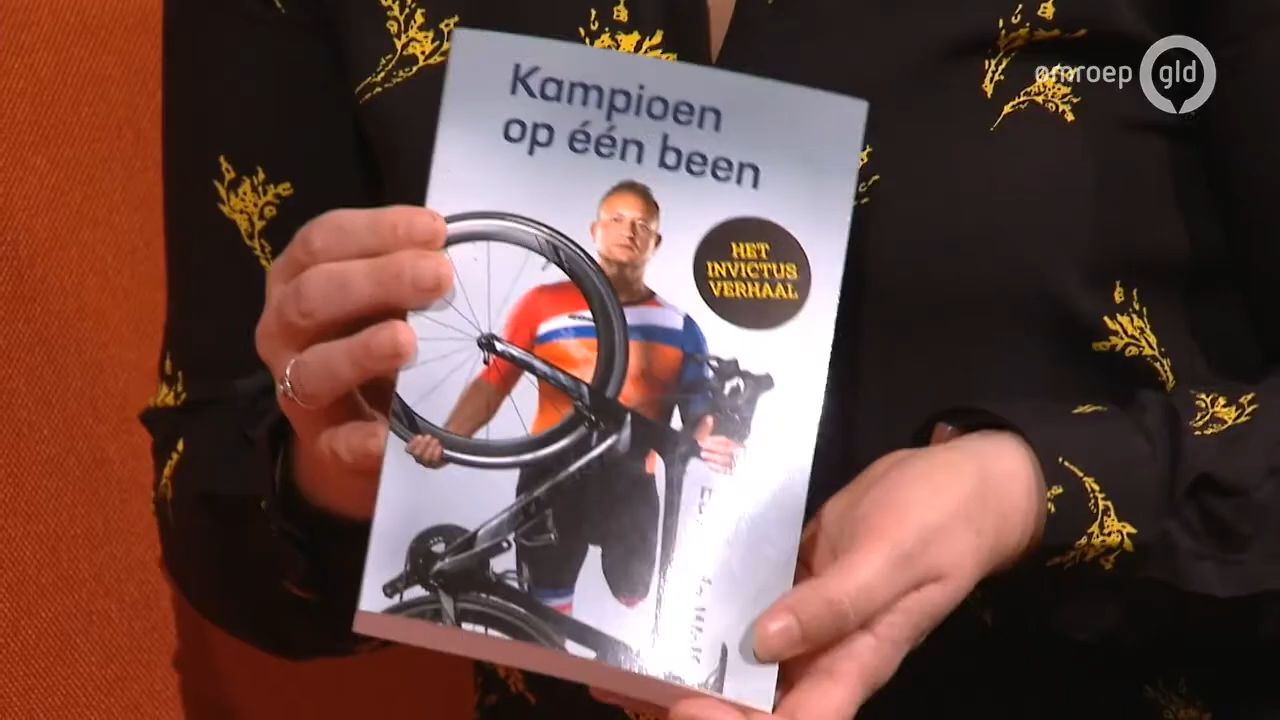 omroep gld
Kampioen
op één been
HET
INVICTUS
VERHAAL